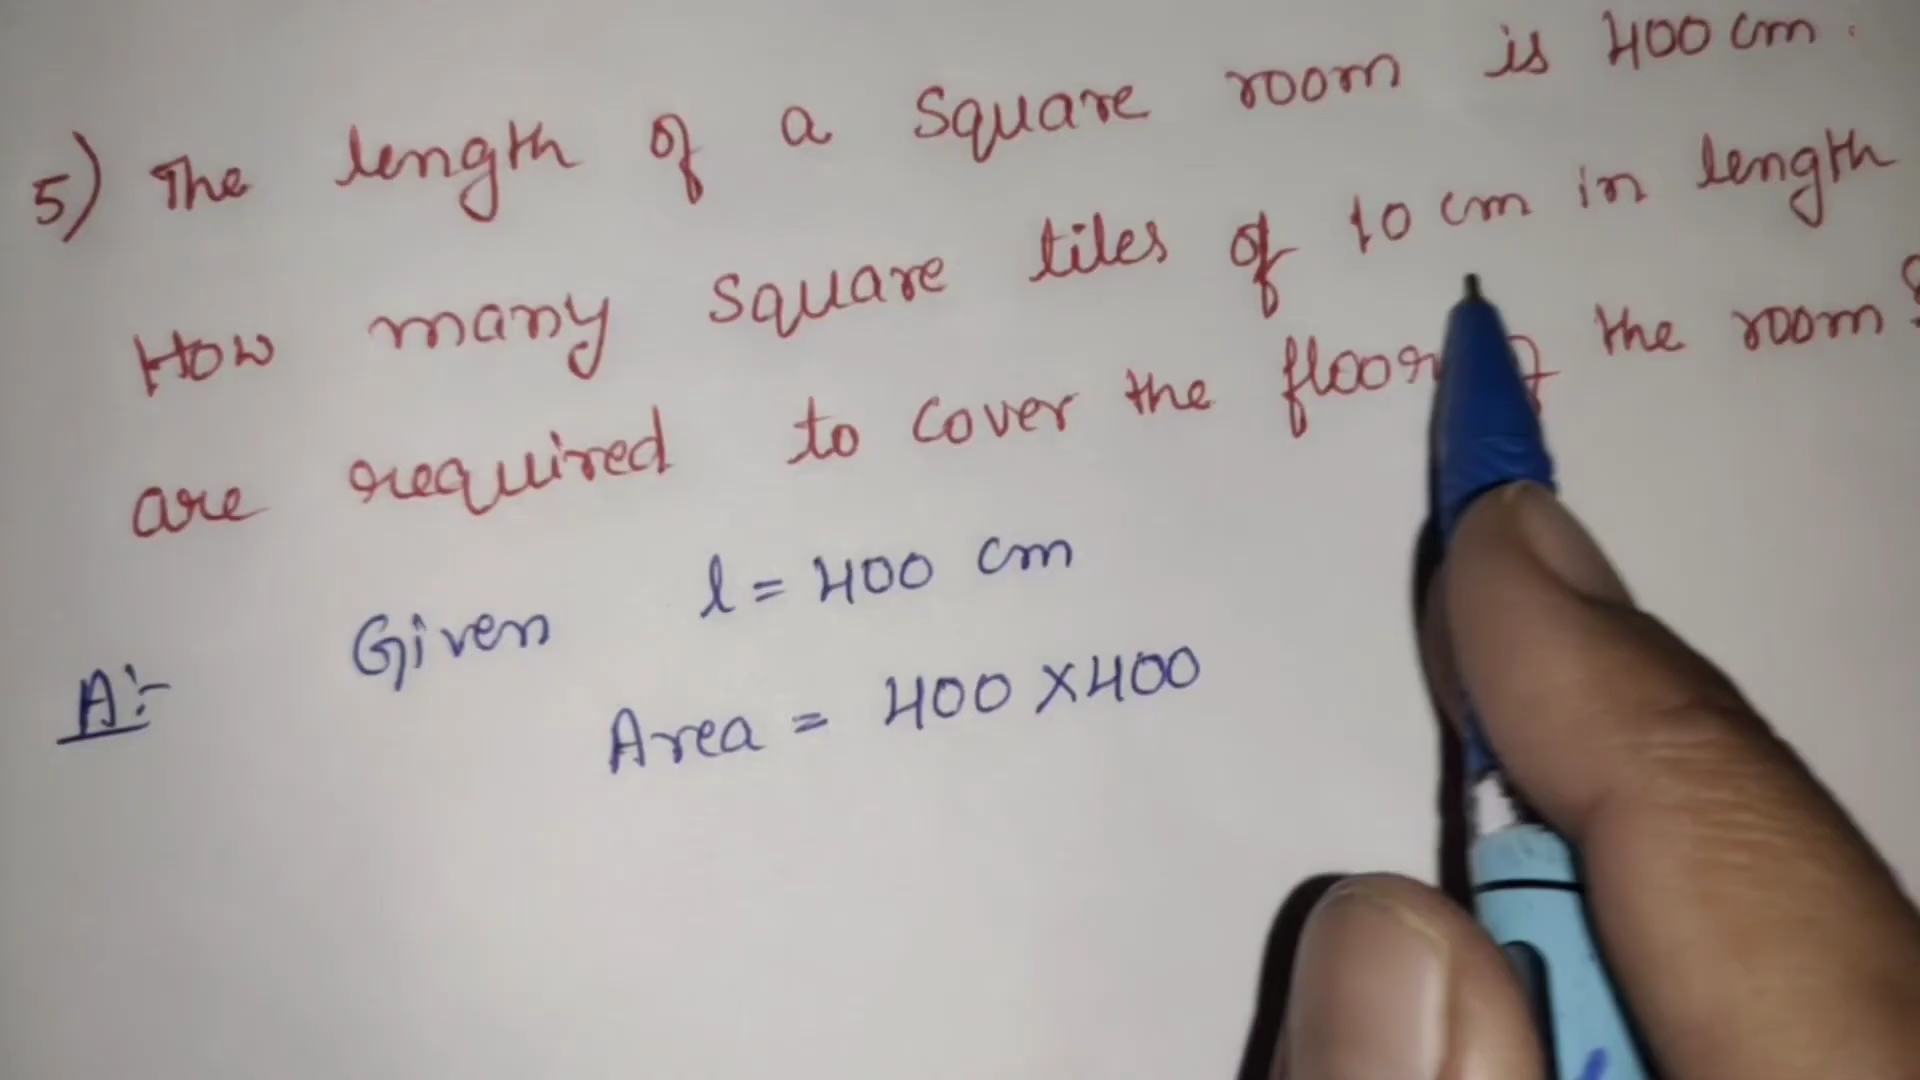 5) The length of a square room is 400 cm.
How many square tiles of 10 cm in length
are required to cover the floor of the room?
A:- Given l = 400 cm
Area = 400 × 400